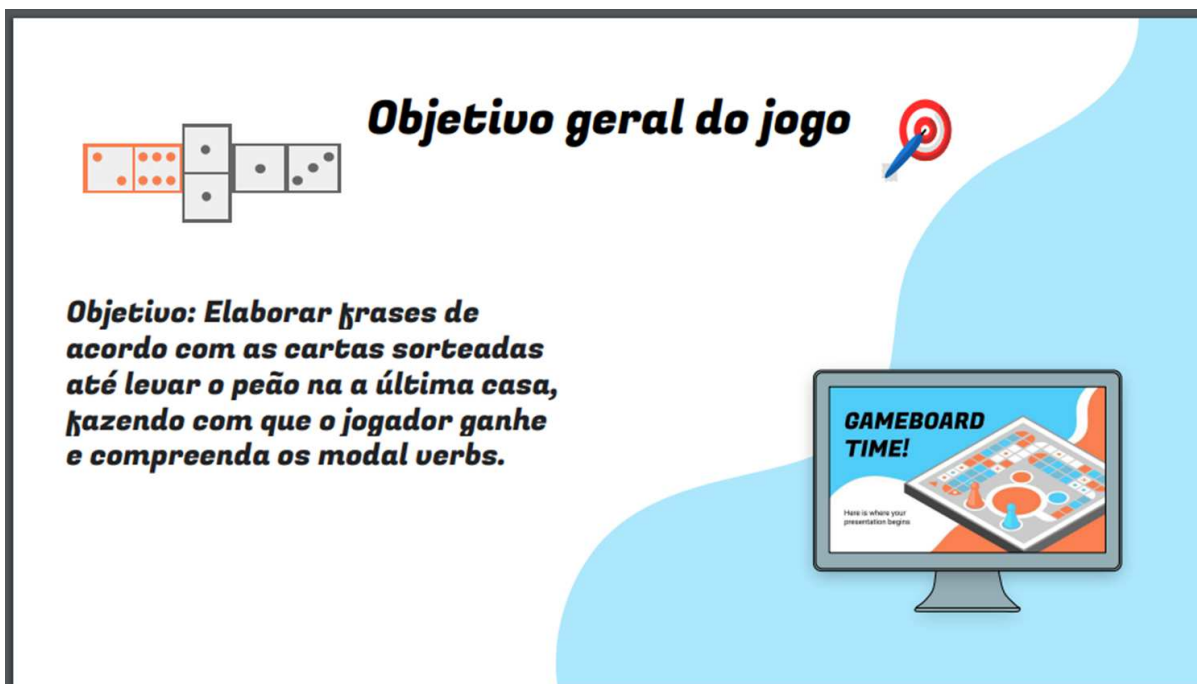 Objetivo geral do jogo
Objetivo: Elaborar frases de
acordo com as cartas sorteadas
até levar o peão na a última casa,
fazendo com que o jogador ganhe
e compreenda os modal verbs.
GAMEBOARD
TIME!
Here is where your
presentation begins